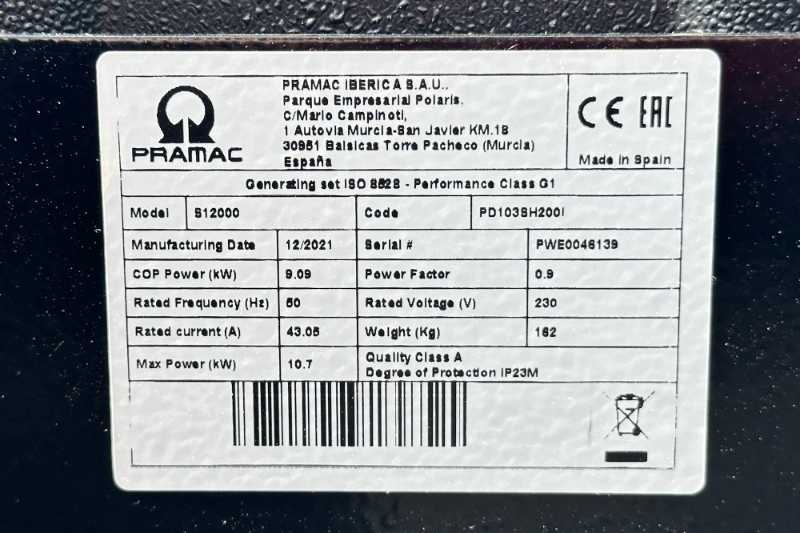 PRAMAC
PRAMAC IBERICA S.A.U..
Parque Empresarial Polaris.
C/Mario Campinoti,
1 Autovia Murcia-San Javier KM.18
30951 Balsicas Torre Pacheco (Murcia)
España
CE EAC
Made in Spain
Generating set ISO 8528 - Performance Class G1
Model S12000 Code PD103SH200I
Manufacturing Date 12/2021 Serial # PWE0046139
COP Power (kW) 9.09 Power Factor 0.9
Rated Frequency (Hz) 50 Rated Voltage (V) 230
Rated current (A) 43.05 Weight (Kg) 162
Max Power (kW) 10.7 Quality Class A
Degree of Protection IP23M